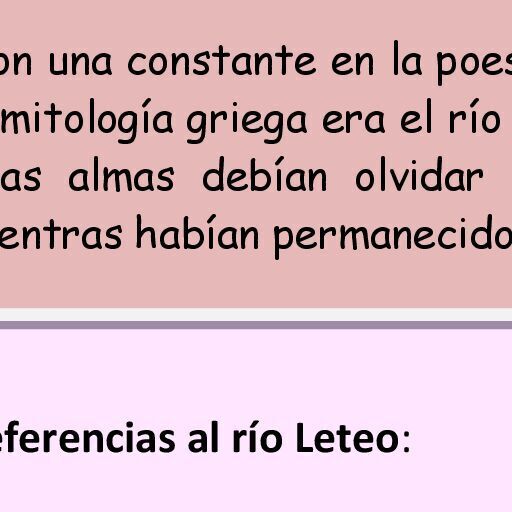 on una constante en la poes
mitología griega era el río
as almas debían olvidar
entras habían permanecido
eferencias al río Leteo: